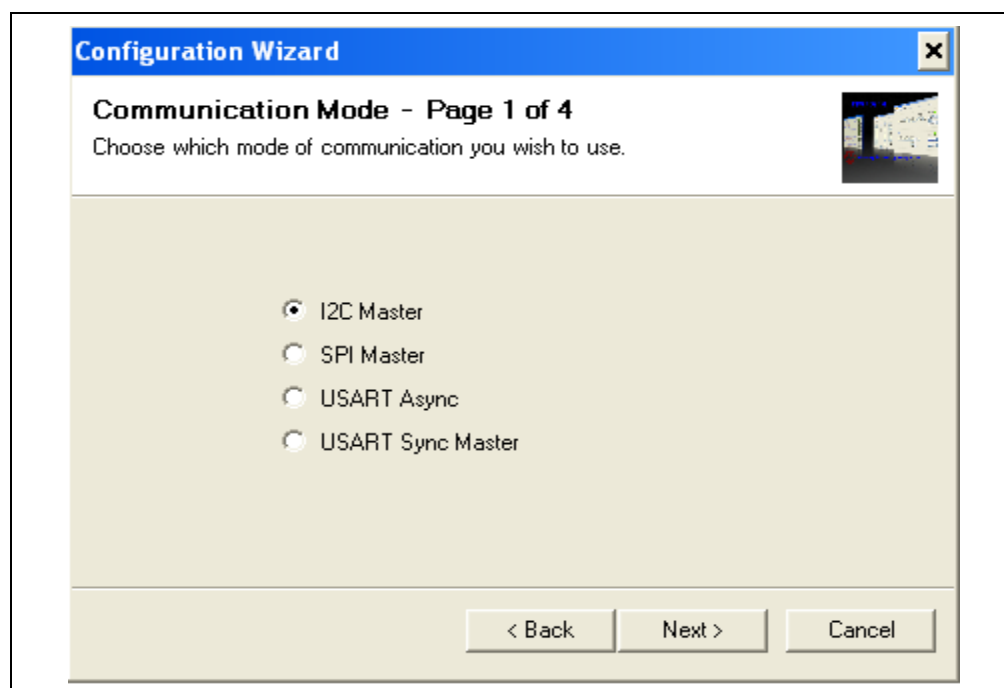 Configuration Wizard
Communication Mode - Page 1 of 4
Choose which mode of communication you wish to use.
I2C Master
SPI Master
USART Async
USART Sync Master
< Back
Next >
Cancel